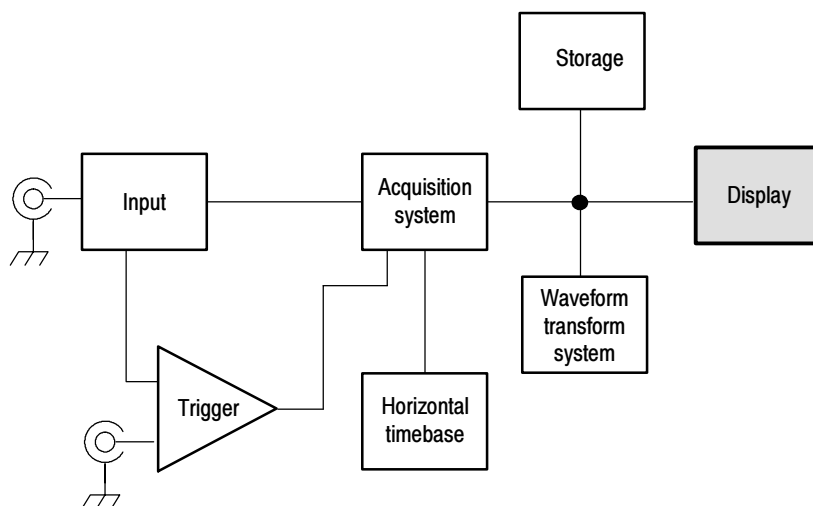 Storage
Input
Acquisition
system
Display
Waveform
transform
system
Trigger
Horizontal
timebase